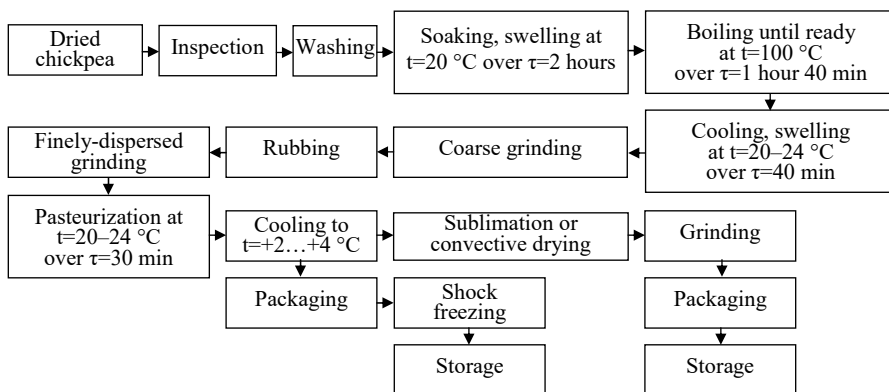 Dried
chickpea
Inspection
Washing
Soaking, swelling at
t=20 °C over τ=2 hours
Boiling until ready
at t=100 °C
over τ=1 hour 40 min
Cooling, swelling
at t=20–24 °C
over τ=40 min
Coarse grinding
Rubbing
Finely-dispersed
grinding
Pasteurization at
t=20–24 °C
over τ=30 min
Cooling to
t=+2…+4 °C
Sublimation or
convective drying
Grinding
Packaging
Shock
freezing
Packaging
Storage
Storage